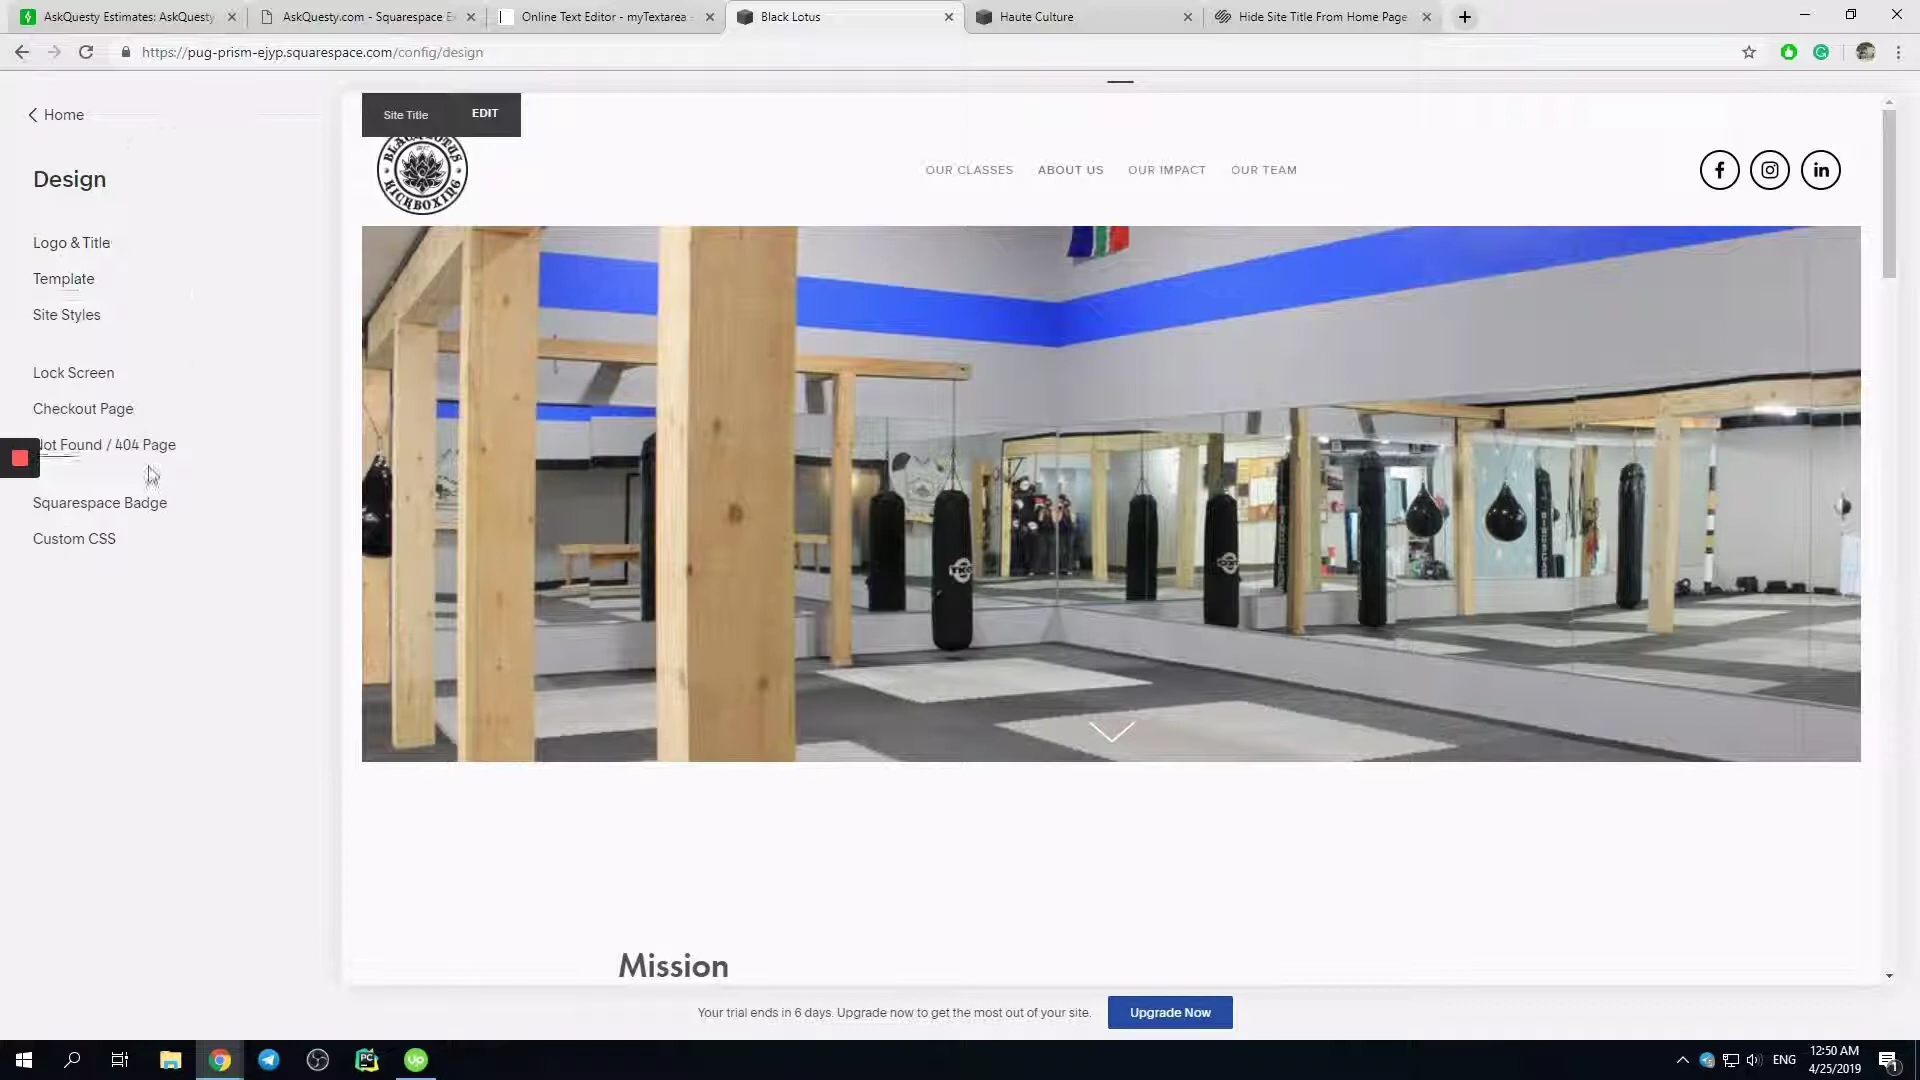 AskQuesty Estimates: AskQuesty
AskQuesty.com - Squarespace E
Online Text Editor - myTextarea -
Black Lotus
Haute Culture
Hide Site Title From Home Page
https://pug-prism-ejyp.squarespace.com/config/design
Home
Design
Logo & Title
Template
Site Styles
Lock Screen
Checkout Page
Not Found / 404 Page
Squarespace Badge
Custom CSS
Site Title
EDIT
KICKBOXING
OUR CLASSES
ABOUT US
OUR IMPACT
OUR TEAM
Mission
Your trial ends in 6 days. Upgrade now to get the most out of your site.
Upgrade Now
ENG
12:50 AM
4/25/2019